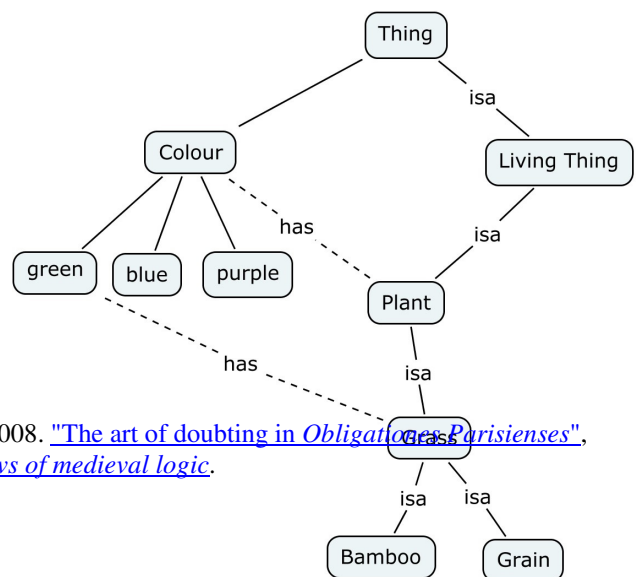 Thing
isa
Colour
Living Thing
has
isa
green
blue
purple
Plant
has
isa
008. "The art of doubting in Obligationes Parisienses",
Grass
ws of medieval logic.
isa
isa
Bamboo
Grain